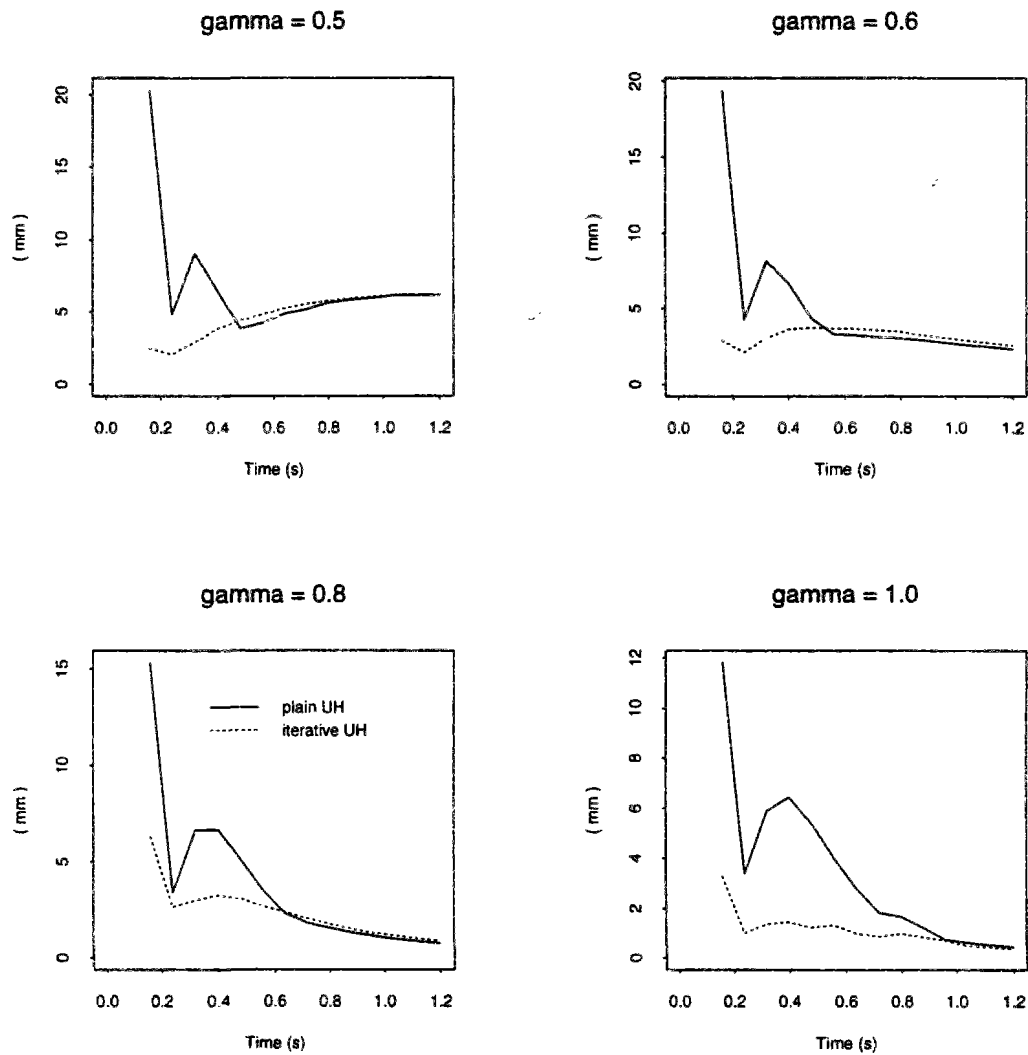 gamma = 0.5
20
15
10
5
0
( mm )
0.0 0.2 0.4 0.6 0.8 1.0 1.2
Time (s)
gamma = 0.6
20
15
10
5
0
( mm )
0.0 0.2 0.4 0.6 0.8 1.0 1.2
Time (s)
gamma = 0.8
15
10
5
0
( mm )
plain UH
iterative UH
0.0 0.2 0.4 0.6 0.8 1.0 1.2
Time (s)
gamma = 1.0
12
10
8
6
4
2
0
( mm )
0.0 0.2 0.4 0.6 0.8 1.0 1.2
Time (s)